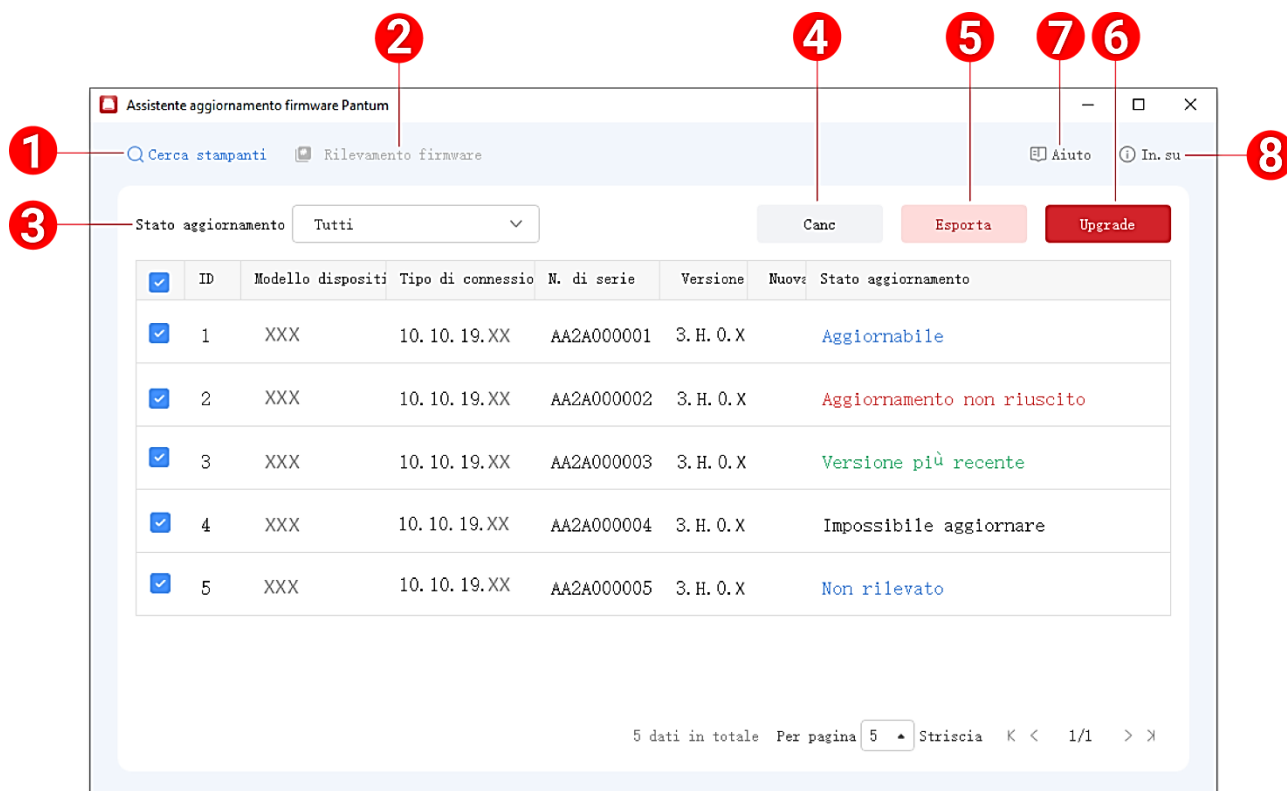 2 4 5 7 6
Assistente aggiornamento firmware Pantum
1 Cerca stampanti Rilevamento firmware Aiuto In. su 8
3 Stato aggiornamento Tutti Canc Esporta Upgrade
ID Modello dispositi Tipo di connessio N. di serie Versione Nuova Stato aggiornamento
1 XXX 10.10.19.XX AA2A000001 3.H.0.X Aggiornabile
2 XXX 10.10.19.XX AA2A000002 3.H.0.X Aggiornamento non riuscito
3 XXX 10.10.19.XX AA2A000003 3.H.0.X Versione più recente
4 XXX 10.10.19.XX AA2A000004 3.H.0.X Impossibile aggiornare
5 XXX 10.10.19.XX AA2A000005 3.H.0.X Non rilevato
5 dati in totale Per pagina 5 Striscia 1/1